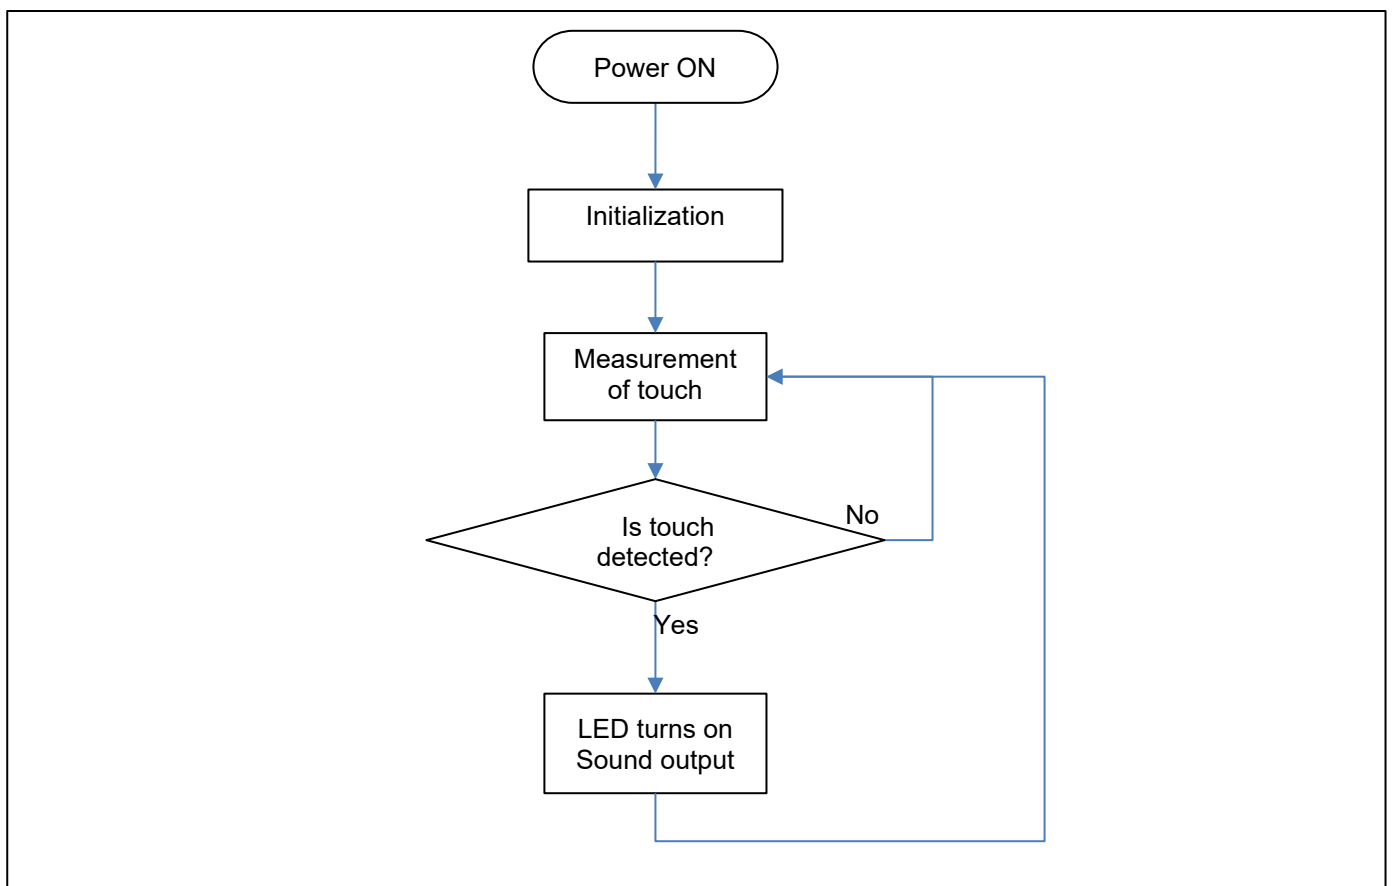 Power ON
Initialization
Measurement
of touch
Is touch
detected?
No
Yes
LED turns on
Sound output